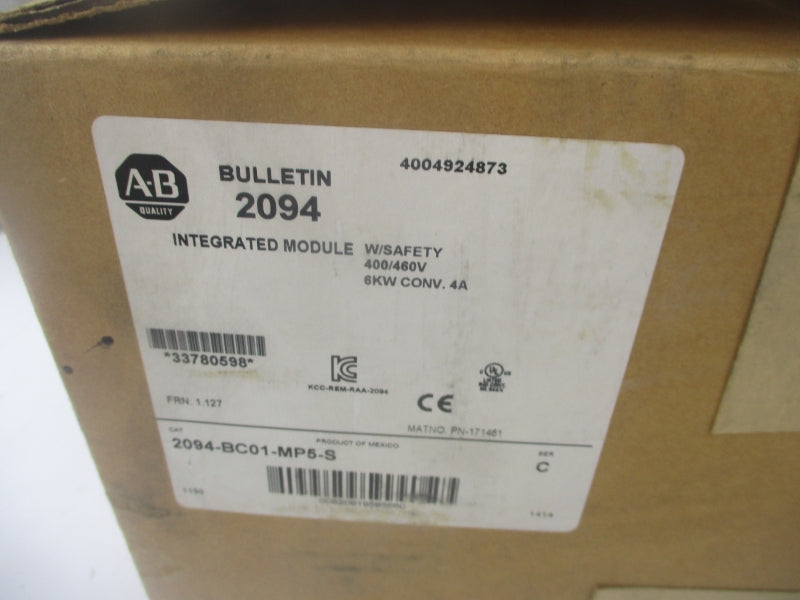 A-B
QUALITY
BULLETIN
2094
4004924873
INTEGRATED MODULE W/SAFETY
400/460V
6KW CONV. 4A
*33780598*
KCC-REM-RAA-2094
UL
FRN: 1.127
CE
MATNO. PN-171461
CAT
PRODUCT OF MEXICO
2094-BC01-MP5-S
SER
C
1414